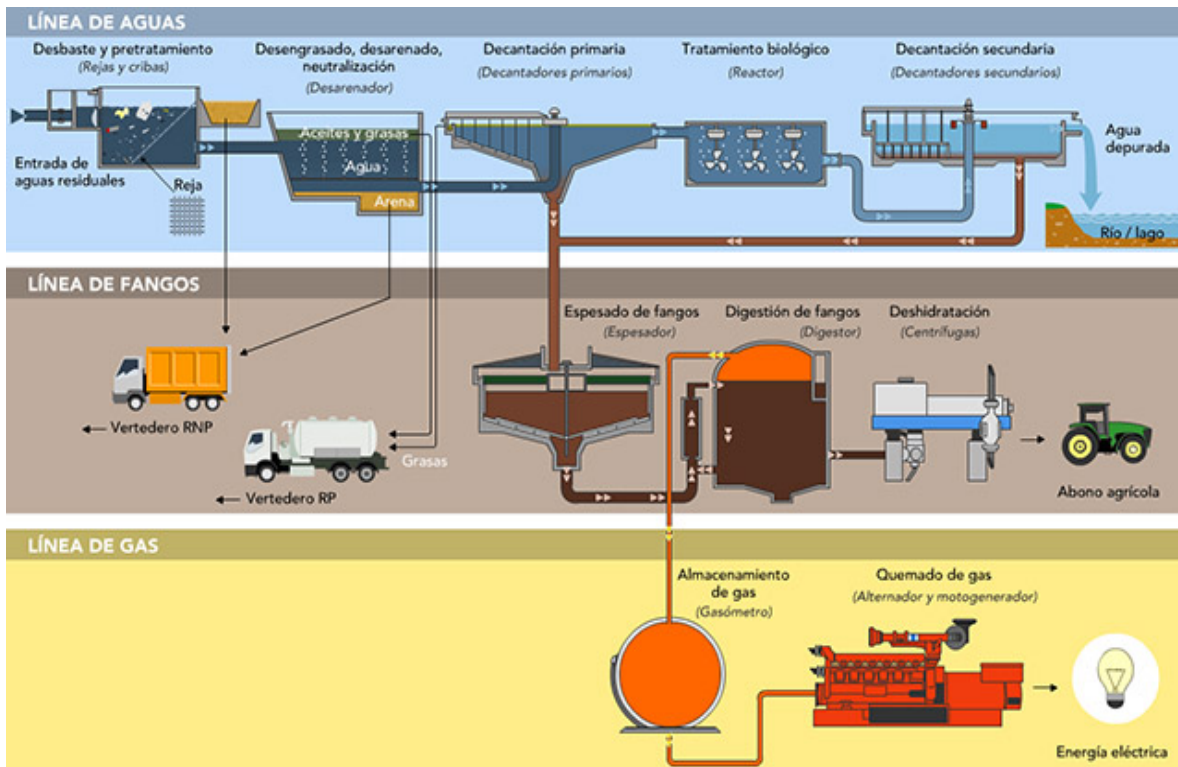 LÍNEA DE AGUAS
Desbaste y pretratamiento
(Rejas y cribas)
Desengrasado, desarenado,
neutralización
(Desarenador)
Decantación primaria
(Decantadores primarios)
Tratamiento biológico
(Reactor)
Decantación secundaria
(Decantadores secundarios)
Aceites y grasas
Agua
Arena
Entrada de
aguas residuales
Reja
Agua
depurada
Río / lago
LÍNEA DE FANGOS
Espesado de fangos
(Espesador)
Digestión de fangos
(Digestor)
Deshidratación
(Centrífugas)
Vertedero RNP
Grasas
Vertedero RP
Abono agrícola
LÍNEA DE GAS
Almacenamiento
de gas
(Gasómetro)
Quemado de gas
(Alternador y motogenerador)
Energía eléctrica